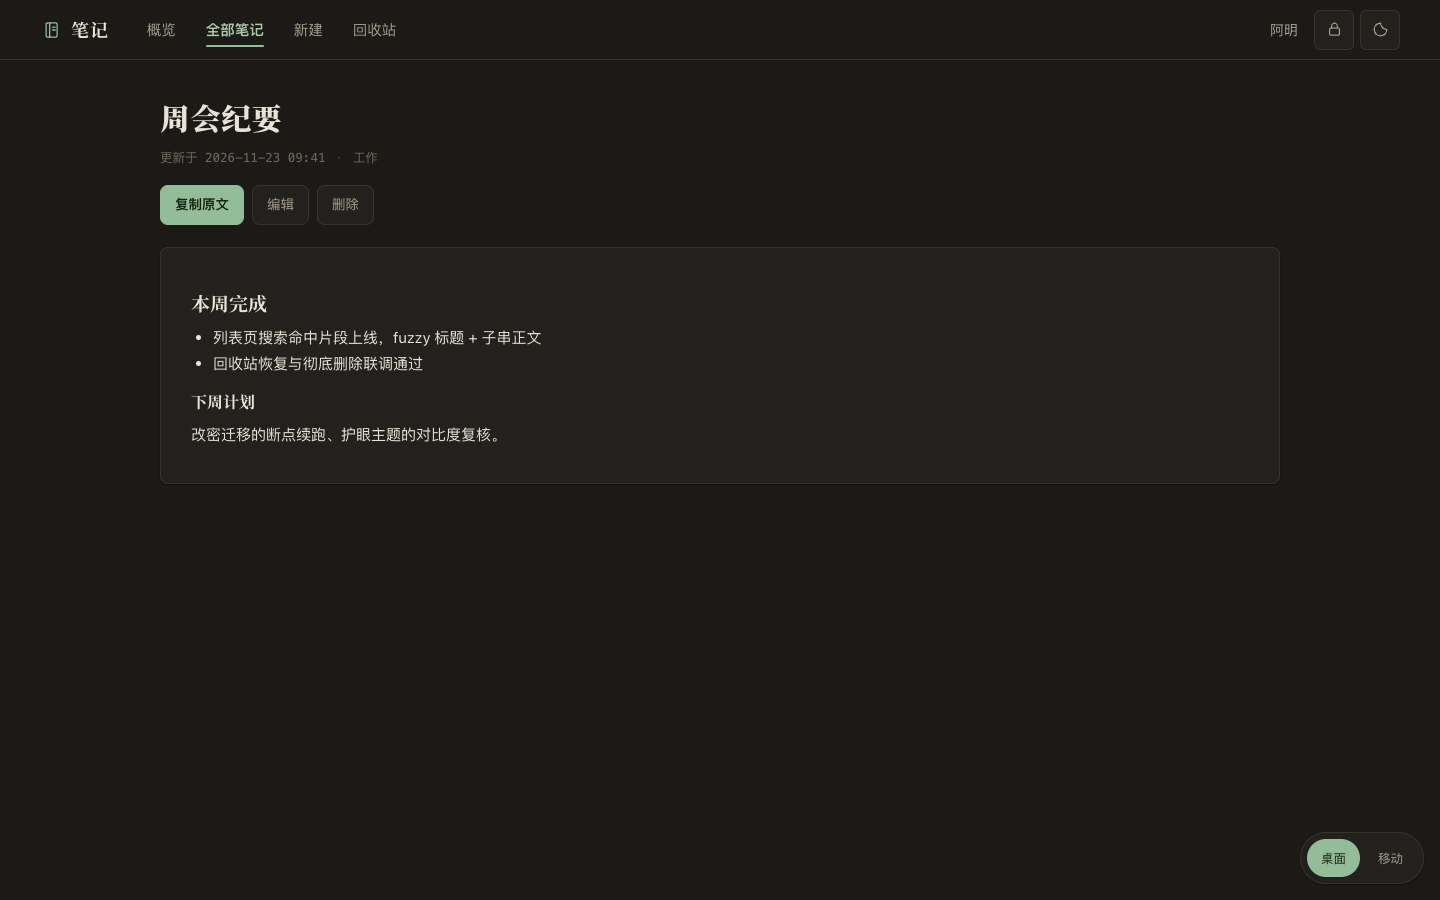 笔记 概览 全部笔记 新建 回收站 阿明
周会纪要
更新于 2026-11-23 09:41 · 工作
复制原文 编辑 删除
本周完成
• 列表页搜索命中片段上线，fuzzy 标题 + 子串正文
• 回收站恢复与彻底删除联调通过
下周计划
改密迁移的断点续跑、护眼主题的对比度复核。
桌面 移动